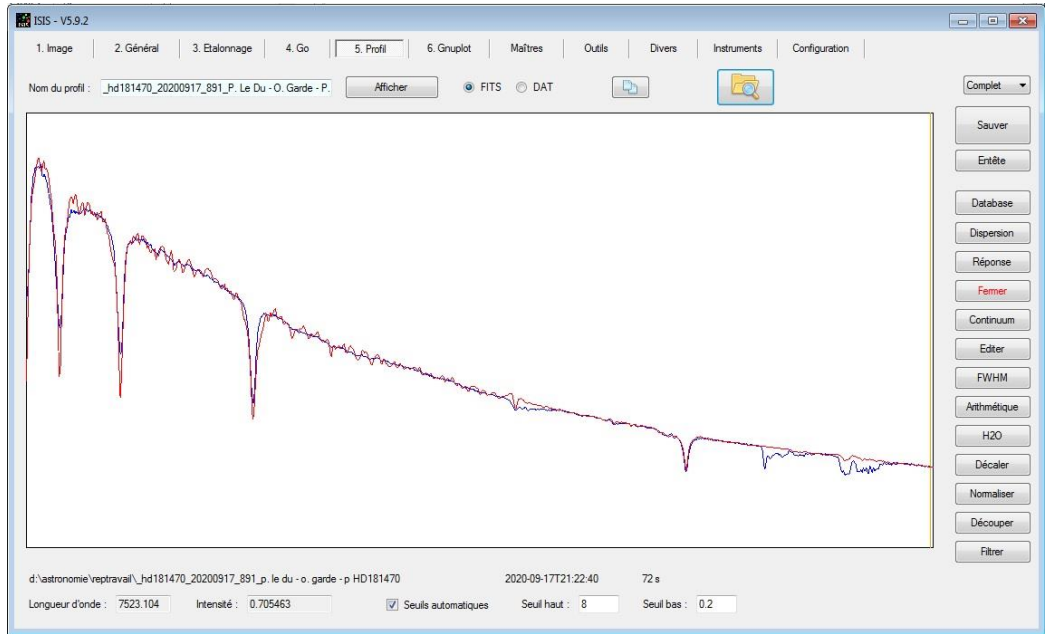 ISIS - V5.9.2
1. Image 2. Général 3. Etalonnage 4. Go 5. Profil 6. Gnuplot Maîtres Outils Divers Instruments Configuration
Nom du profil : _hd181470_20200917_891_P. Le Du - O. Garde - P. Afficher FITS DAT Complet
Sauver
Entête
Database
Dispersion
Réponse
Fermer
Continuum
Editer
FWHM
Arithmétique
H2O
Décaler
Normaliser
Découper
Filtrer
d:\astronomie\reptravail\_hd181470_20200917_891_p. le du - o. garde - p HD181470 2020-09-17T21:22:40 72 s
Longueur d'onde : 7523.104 Intensité : 0.705463 Seuils automatiques Seuil haut : 8 Seuil bas : 0.2